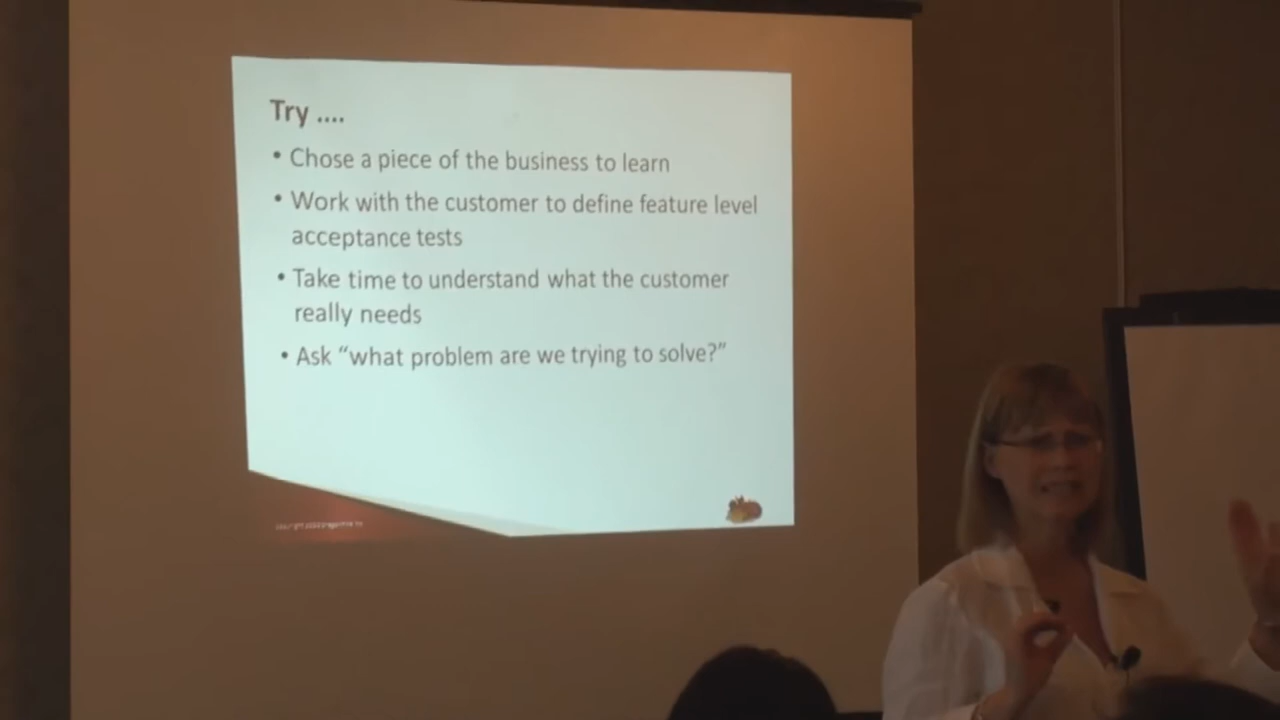 Try ....
• Chose a piece of the business to learn
• Work with the customer to define feature level
acceptance tests
• Take time to understand what the customer
really needs
• Ask “what problem are we trying to solve?”